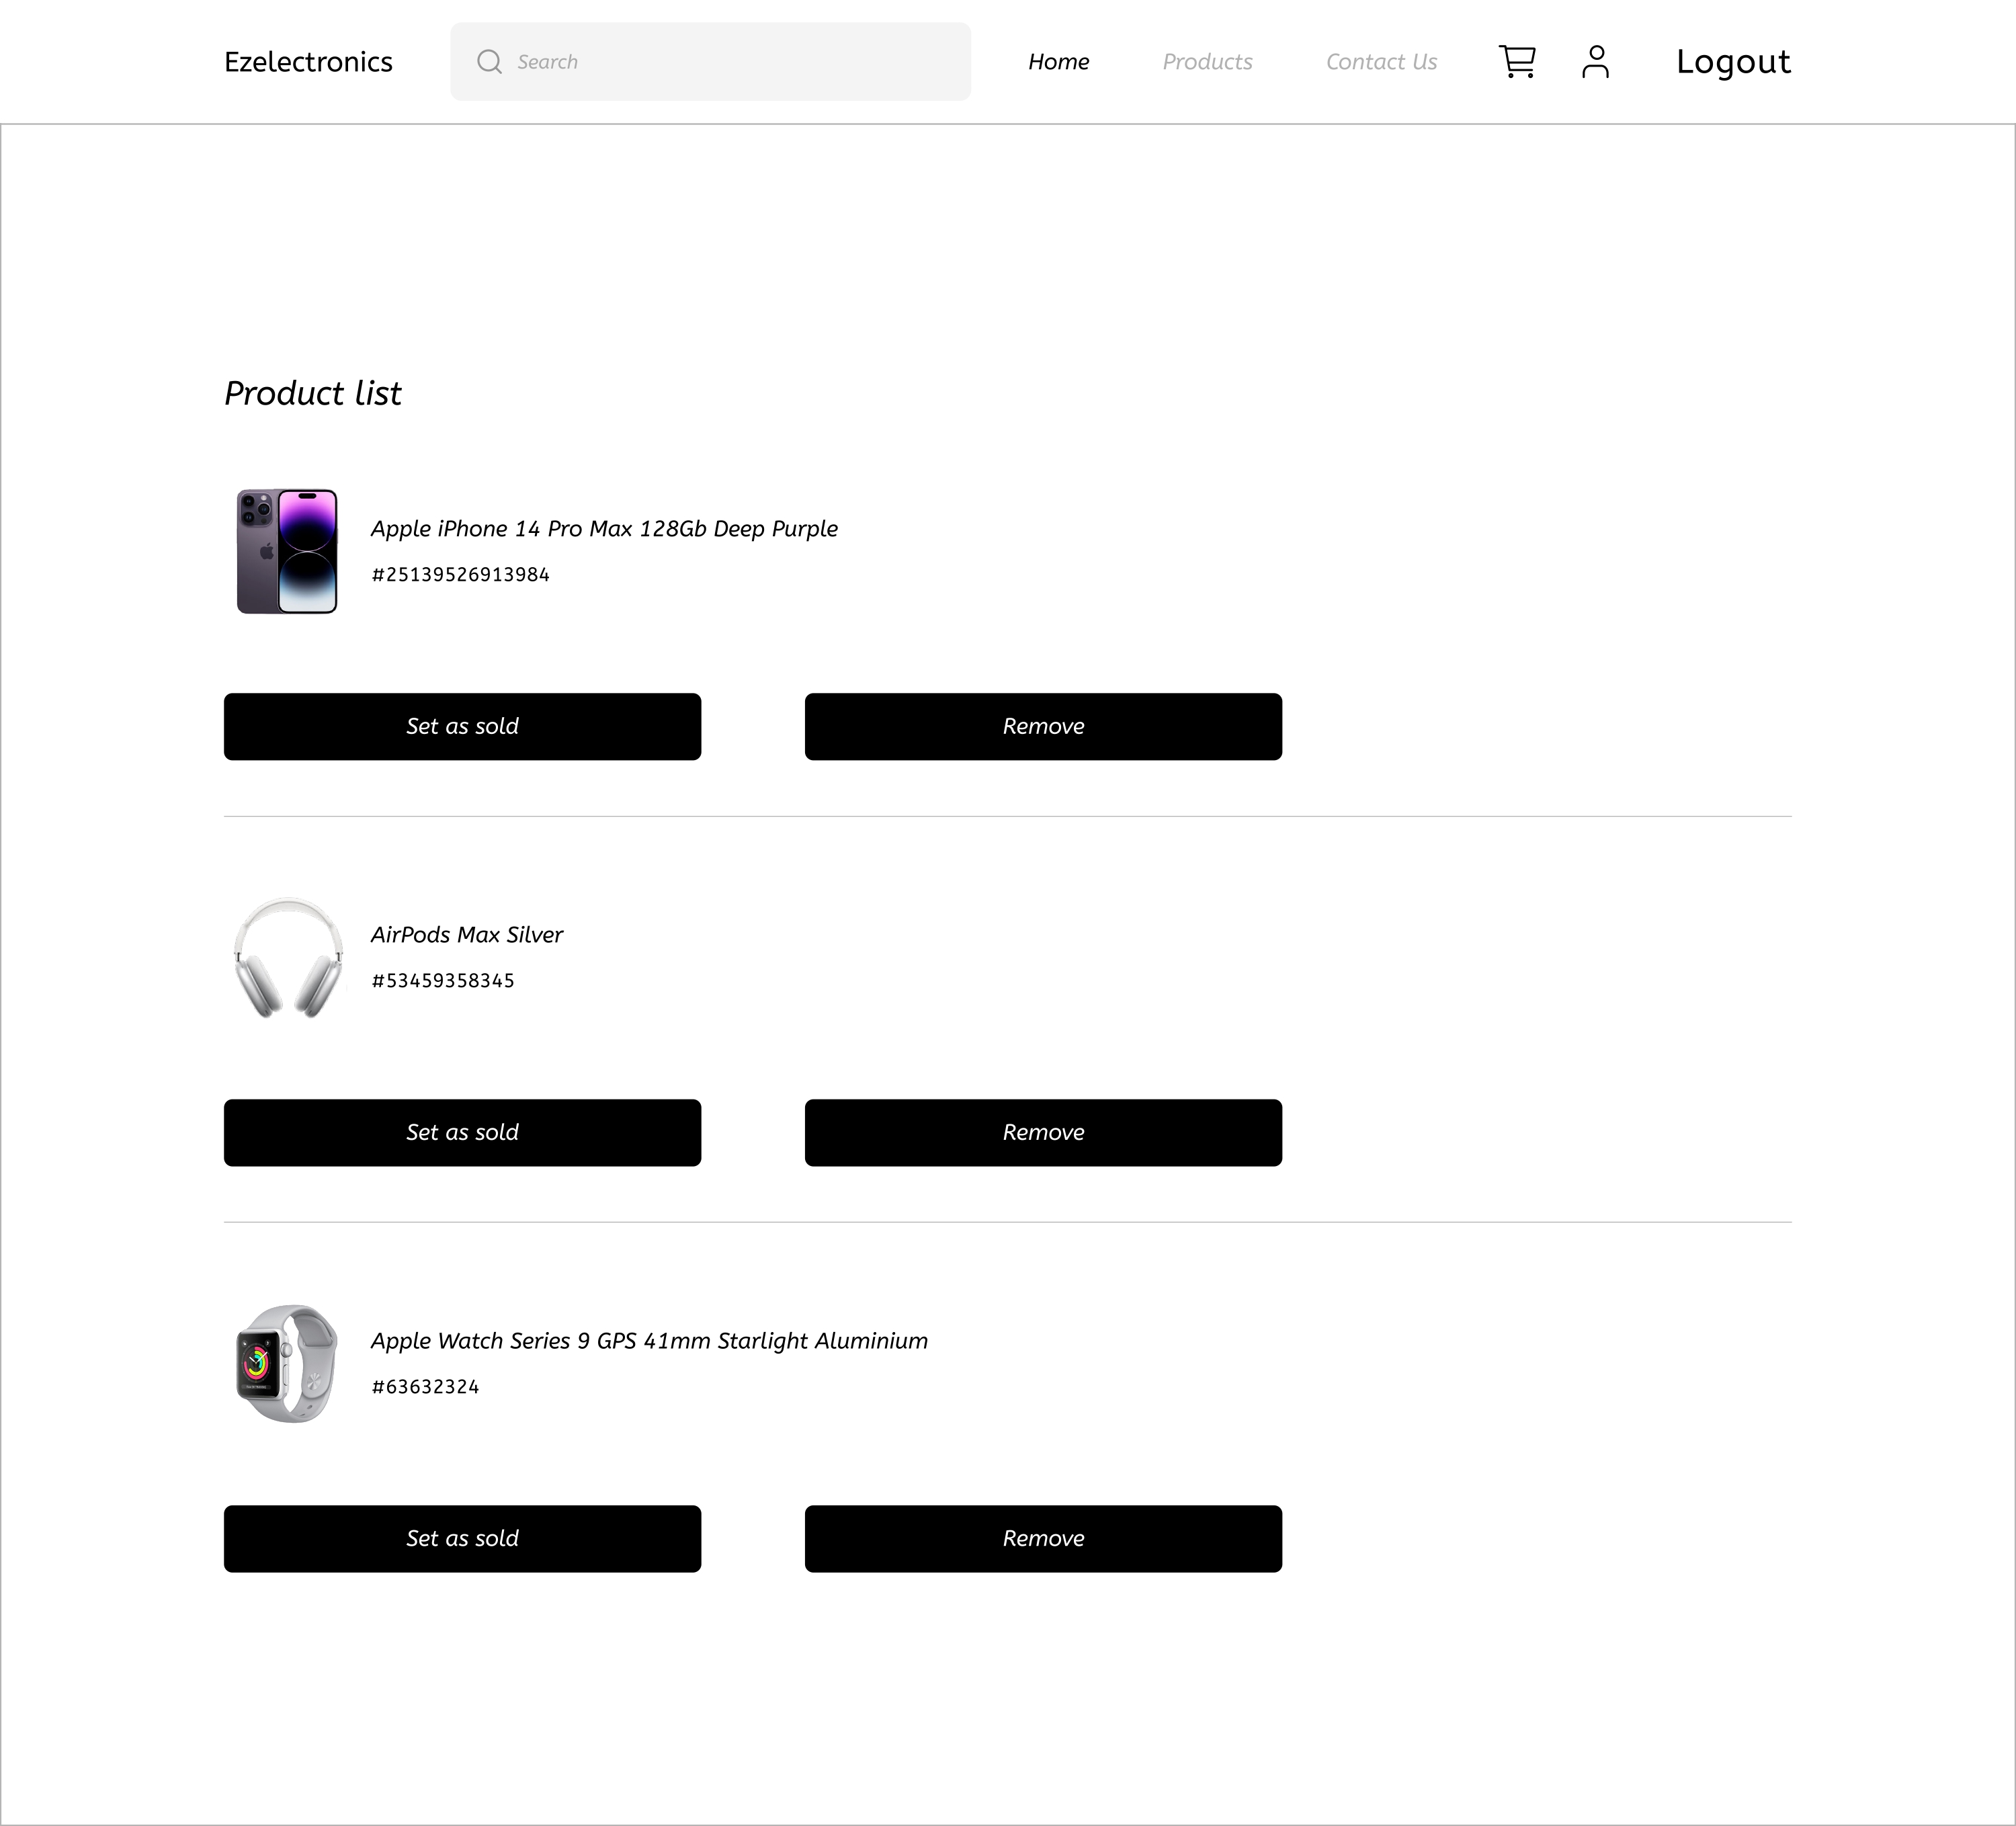 Ezelectronics
Search
Home
Products
Contact Us
Logout
Product list
Apple iPhone 14 Pro Max 128Gb Deep Purple
#25139526913984
Set as sold
Remove
AirPods Max Silver
#53459358345
Set as sold
Remove
Apple Watch Series 9 GPS 41mm Starlight Aluminium
#63632324
Set as sold
Remove